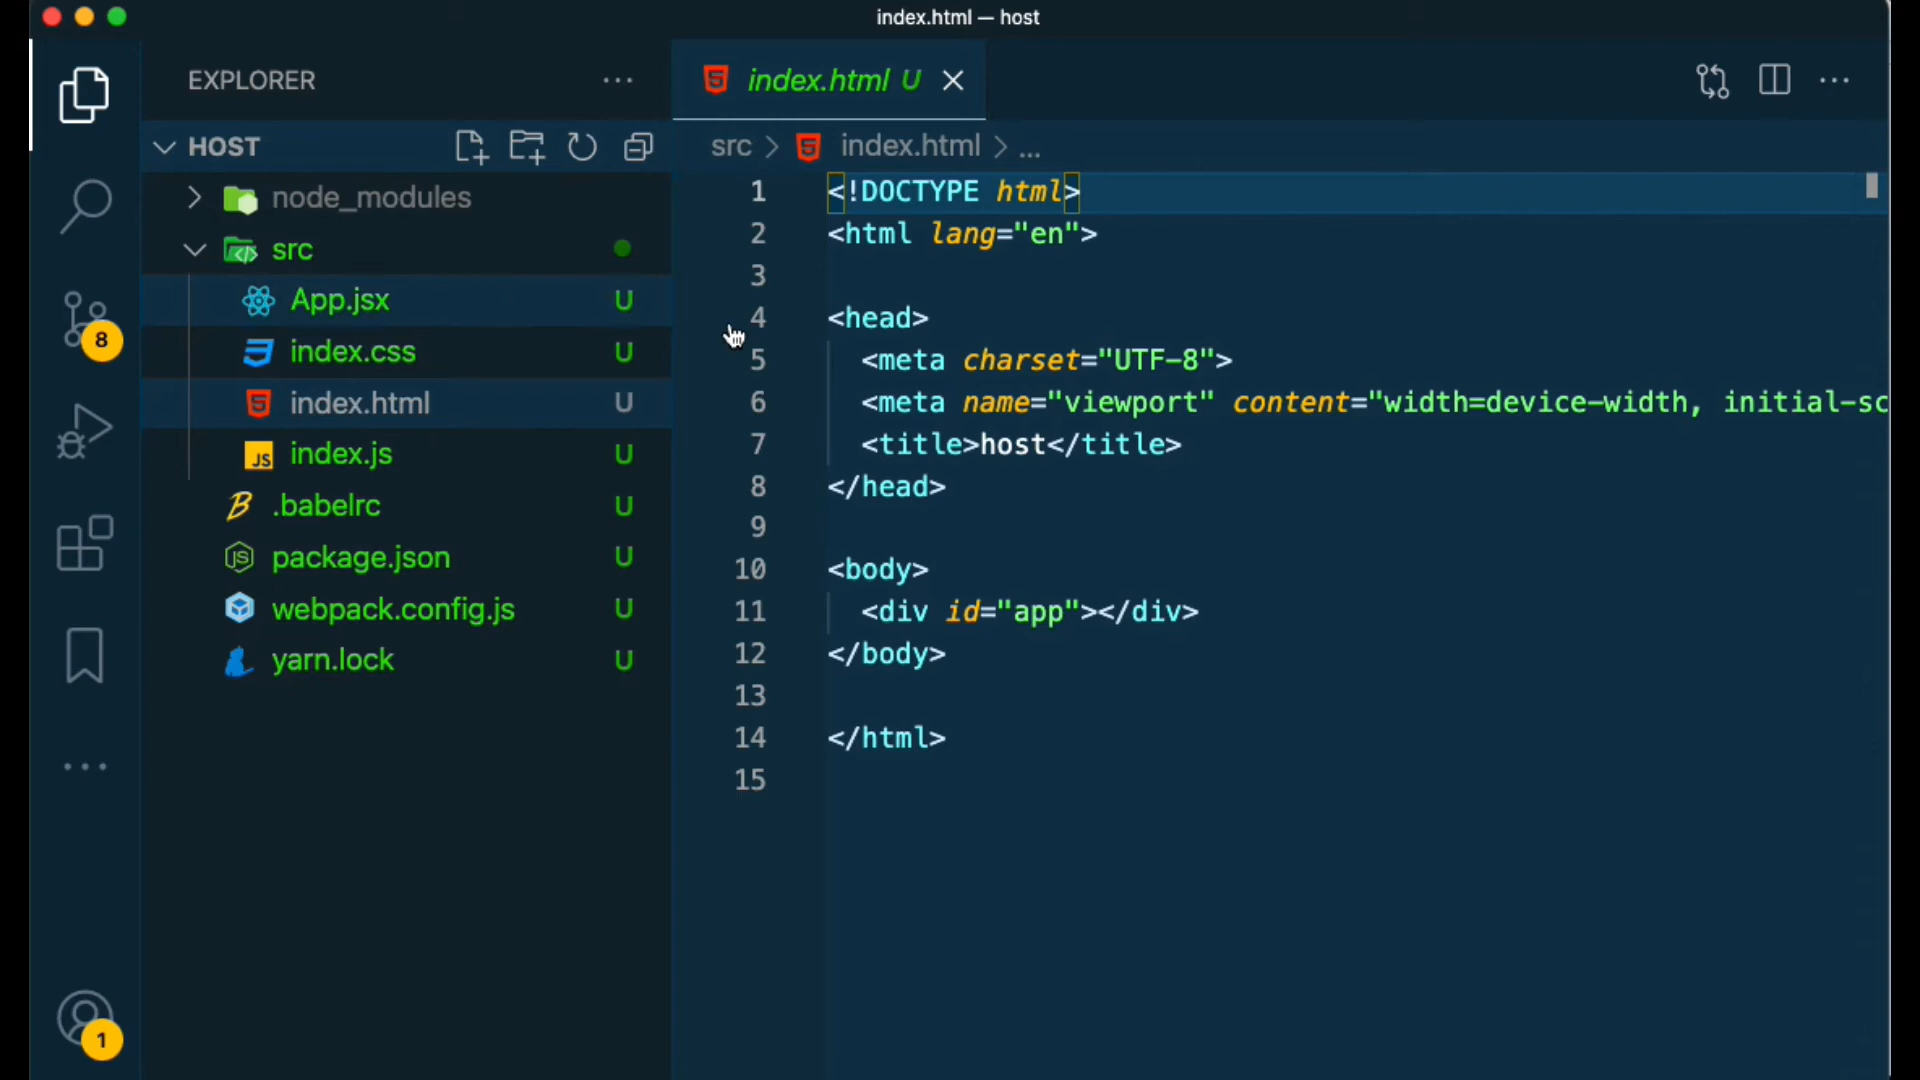 index.html — host
EXPLORER
index.html U
HOST
src > index.html > ...
node_modules
src
App.jsx U
index.css U
index.html U
JS index.js U
.babelrc U
package.json U
webpack.config.js U
yarn.lock U
8
1
1 <!DOCTYPE html>
2 <html lang="en">
3
4 <head>
5 <meta charset="UTF-8">
6 <meta name="viewport" content="width=device-width, initial-sc
7 <title>host</title>
8 </head>
9
10 <body>
11 <div id="app"></div>
12 </body>
13
14 </html>
15